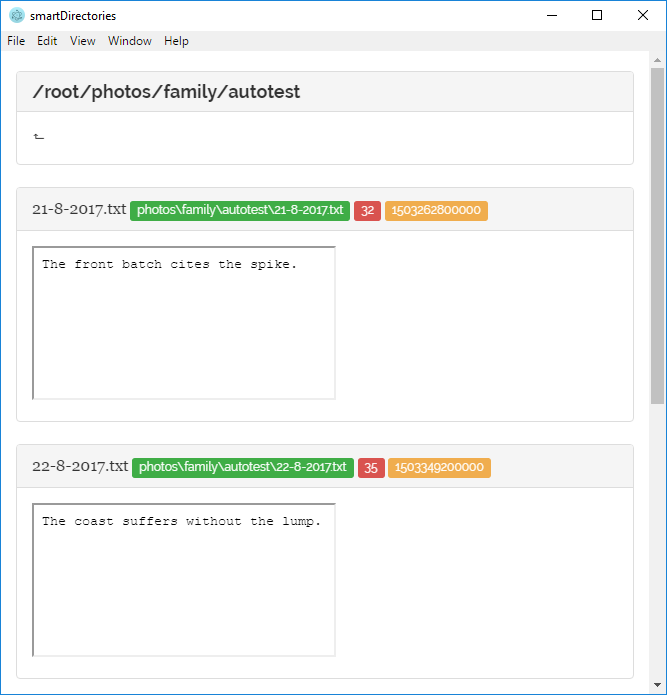 smartDirectories
File Edit View Window Help
/root/photos/family/autotest
21-8-2017.txt photos\family\autotest\21-8-2017.txt 32 1503262800000
The front batch cites the spike.
22-8-2017.txt photos\family\autotest\22-8-2017.txt 35 1503349200000
The coast suffers without the lump.